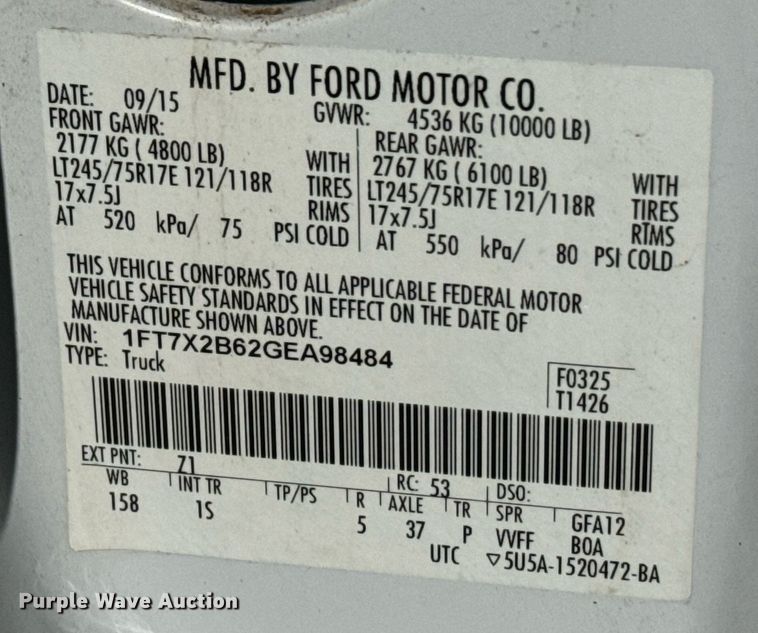 MFD. BY FORD MOTOR CO.
DATE: 09/15 GVWR: 4536 KG (10000 LB)
FRONT GAWR: REAR GAWR:
2177 KG ( 4800 LB) WITH 2767 KG ( 6100 LB) WITH
LT245/75R17E 121/118R TIRES LT245/75R17E 121/118R TIRES
17x7.5J RIMS 17x7.5J RIMS
AT 520 kPa/ 75 PSI COLD AT 550 kPa/ 80 PSI COLD
THIS VEHICLE CONFORMS TO ALL APPLICABLE FEDERAL MOTOR
VEHICLE SAFETY STANDARDS IN EFFECT ON THE DATE OF
MANUFACTURE SHOWN ABOVE.
VIN: 1FT7X2B62GEA98484
TYPE: Truck
F0325
T1426
EXT PNT: Z1 RC: 53 DSO:
WB INT TR TP/PS R AXLE TR SPR GFA12
158 1S 5 37 P VVFF BOA
UTC ▽5U5A-1520472-BA
Purple Wave Auction